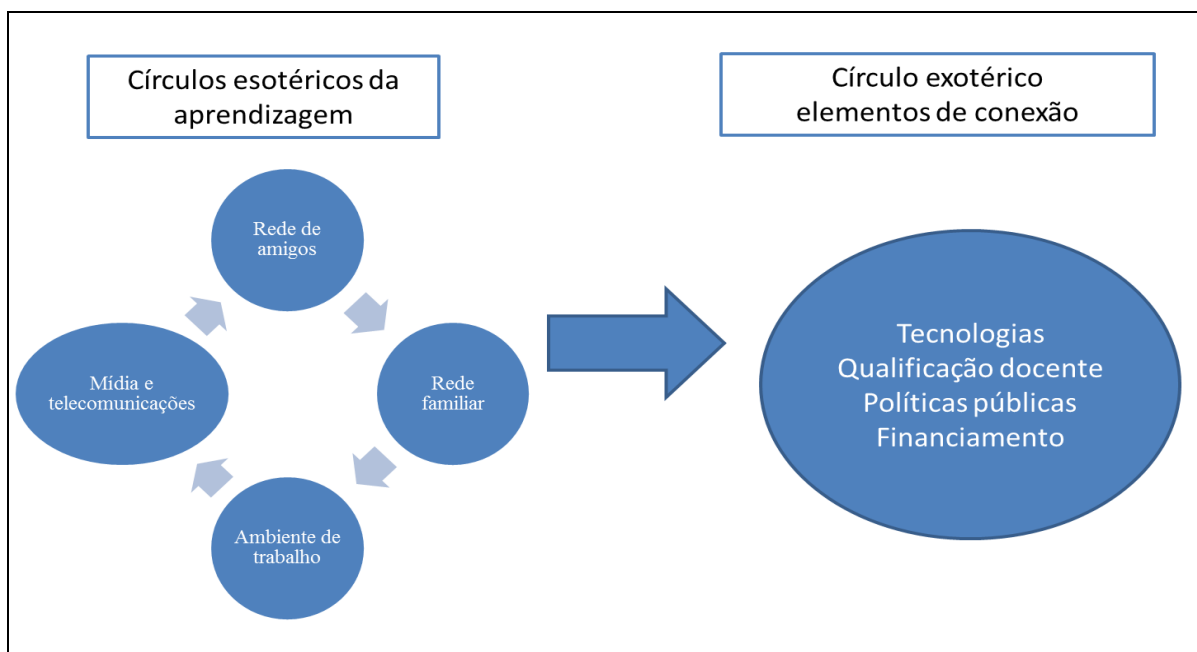 Círculos esotéricos da
aprendizagem
Círculo exotérico
elementos de conexão
Rede de
amigos
Rede
familiar
Ambiente de
trabalho
Mídia e
telecomunicações
Tecnologias
Qualificação docente
Políticas públicas
Financiamento